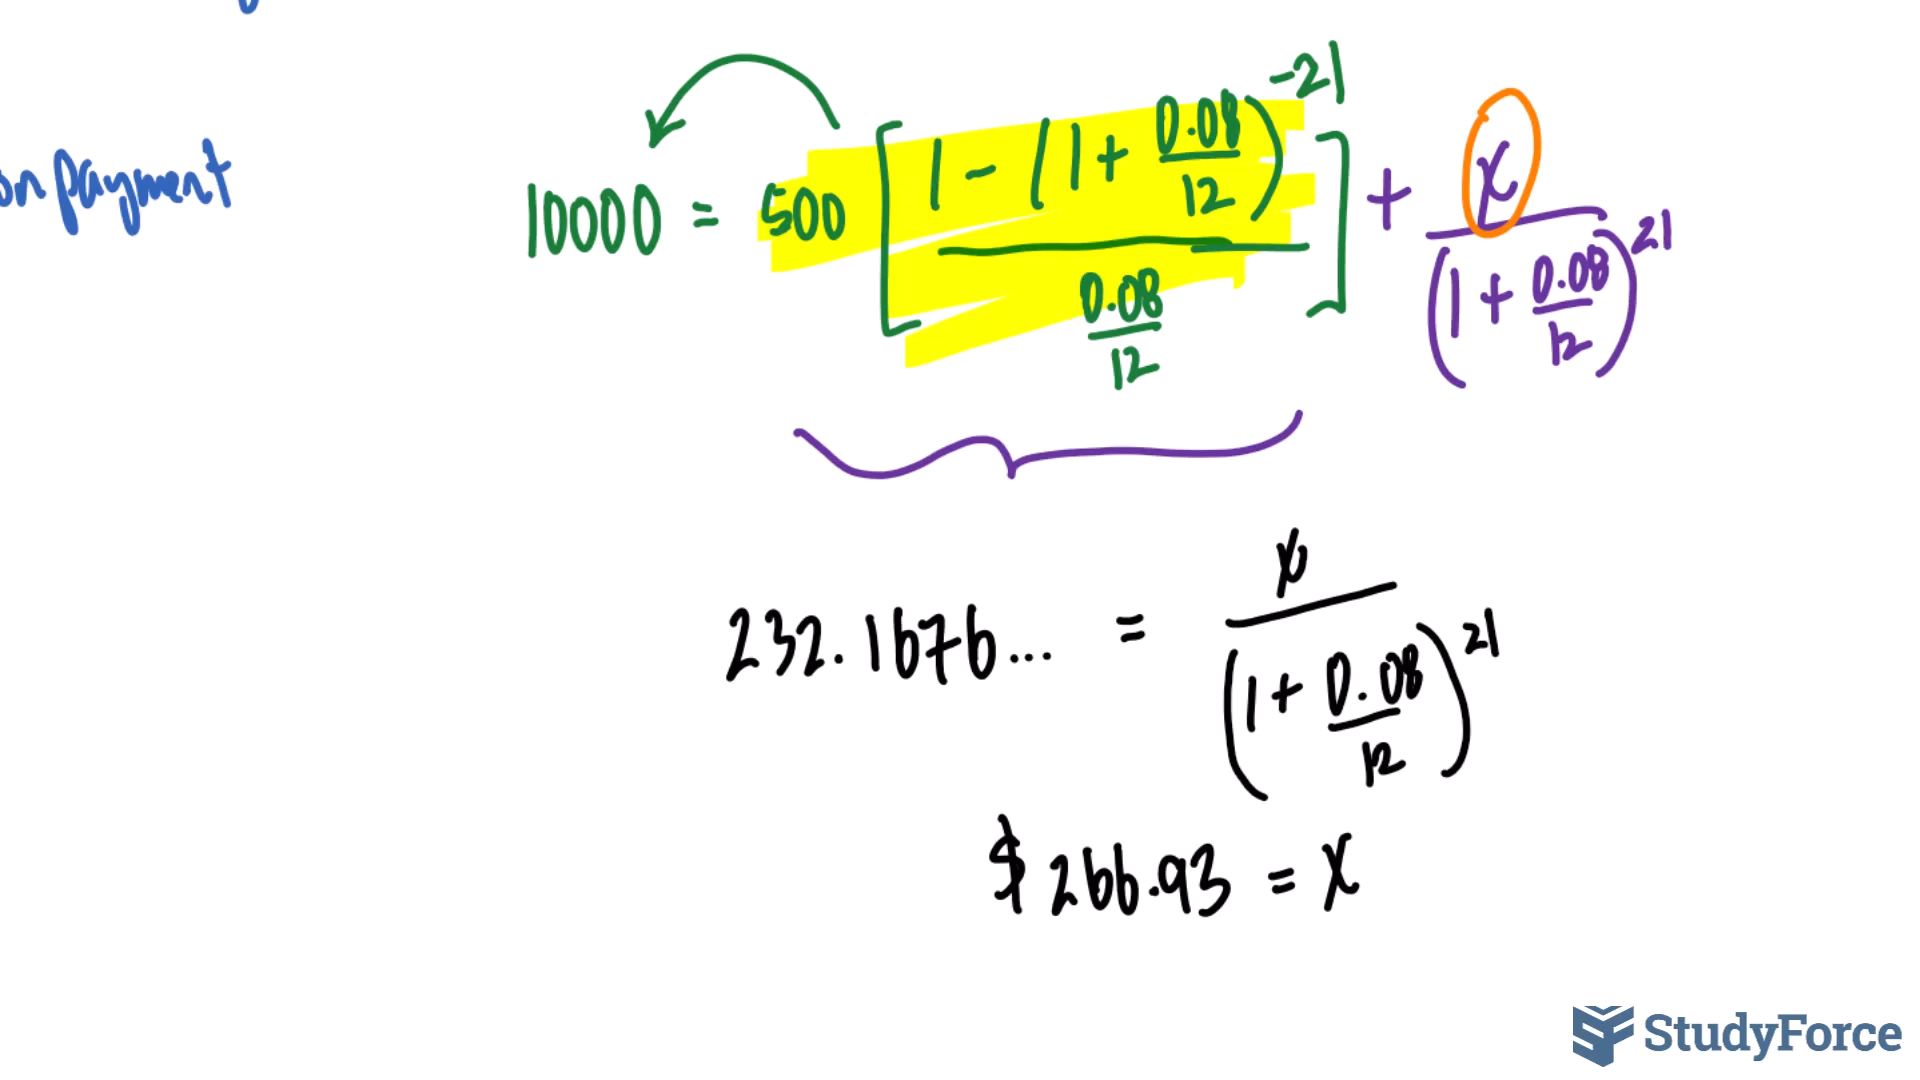 on payment
10000 = 500 [ 1 - (1 + 0.08/12)^-21 / 0.08/12 ] + x / (1 + 0.08/12)^21
232.1676... = x / (1 + 0.08/12)^21
$266.93 = x
StudyForce